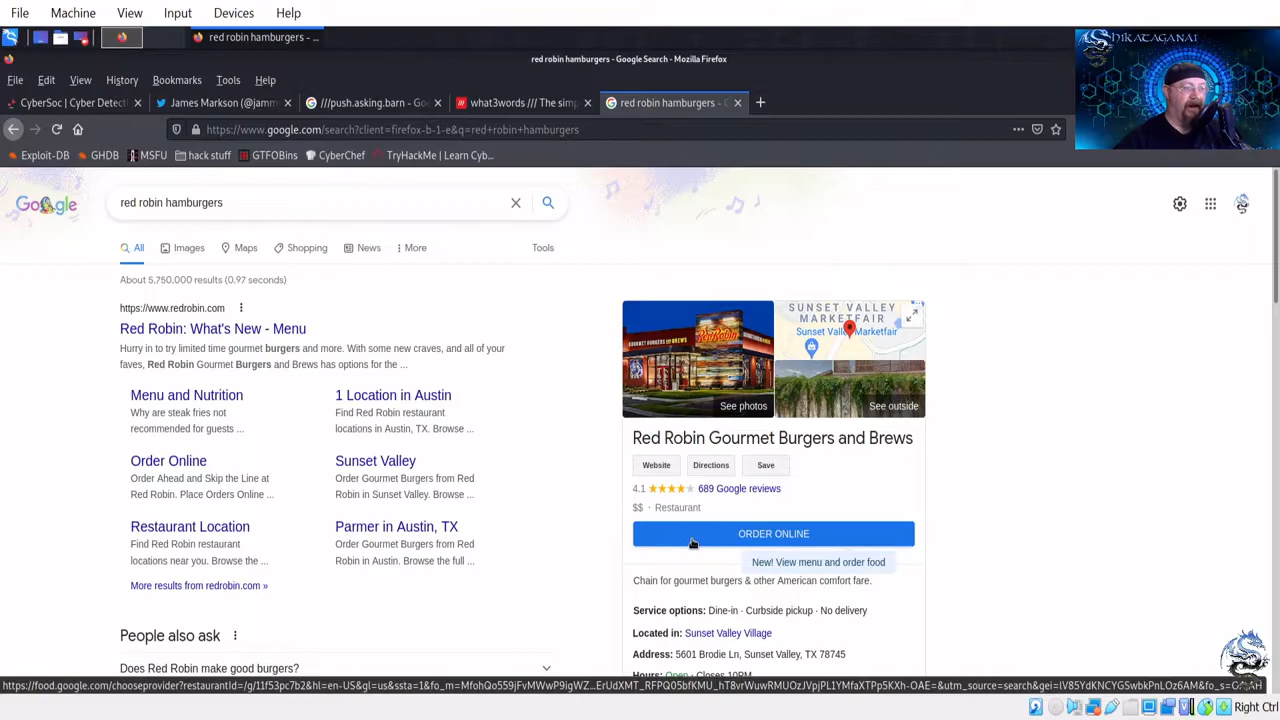 File Machine View Input Devices Help
red robin hamburgers - ...
SHIKATAGANAI
red robin hamburgers - Google Search - Mozilla Firefox
File Edit View History Bookmarks Tools Help
CyberSoc | Cyber Detecti
James Markson (@jamm
///push.asking.barn - Goo
what3words /// The simp
red robin hamburgers - G
https://www.google.com/search?client=firefox-b-1-e&q=red+robin+hamburgers
Exploit-DB GHDB MSFU hack stuff GTFOBins CyberChef TryHackMe | Learn Cyb...
Google
red robin hamburgers
All Images Maps Shopping News More Tools
About 5,750,000 results (0.97 seconds)
https://www.redrobin.com
Red Robin: What's New - Menu
Hurry in to try limited time gourmet burgers and more. With some new craves, and all of your
faves, Red Robin Gourmet Burgers and Brews has options for the ...
Menu and Nutrition
Why are steak fries not
recommended for guests ...
1 Location in Austin
Find Red Robin restaurant
locations in Austin, TX. Browse ...
Order Online
Order Ahead and Skip the Line at
Red Robin. Place Orders Online ...
Sunset Valley
Order Gourmet Burgers from Red
Robin in Sunset Valley. Browse ...
Restaurant Location
Find Red Robin restaurant
locations near you. Browse the ...
Parmer in Austin, TX
Order Gourmet Burgers from Red
Robin in Austin. Browse the full ...
More results from redrobin.com »
People also ask
Does Red Robin make good burgers?
GOURMET BURGERS AND BREWS
Red Robin
See photos
SUNSET VALLEY
MARKETFAIR
Sunset Valley Marketfair
See outside
Red Robin Gourmet Burgers and Brews
Website Directions Save
4.1 689 Google reviews
$$ · Restaurant
ORDER ONLINE
New! View menu and order food
Chain for gourmet burgers & other American comfort fare.
Service options: Dine-in · Curbside pickup · No delivery
Located in: Sunset Valley Village
Address: 5601 Brodie Ln, Sunset Valley, TX 78745
Hours: Open · Closes 10PM
Right Ctrl